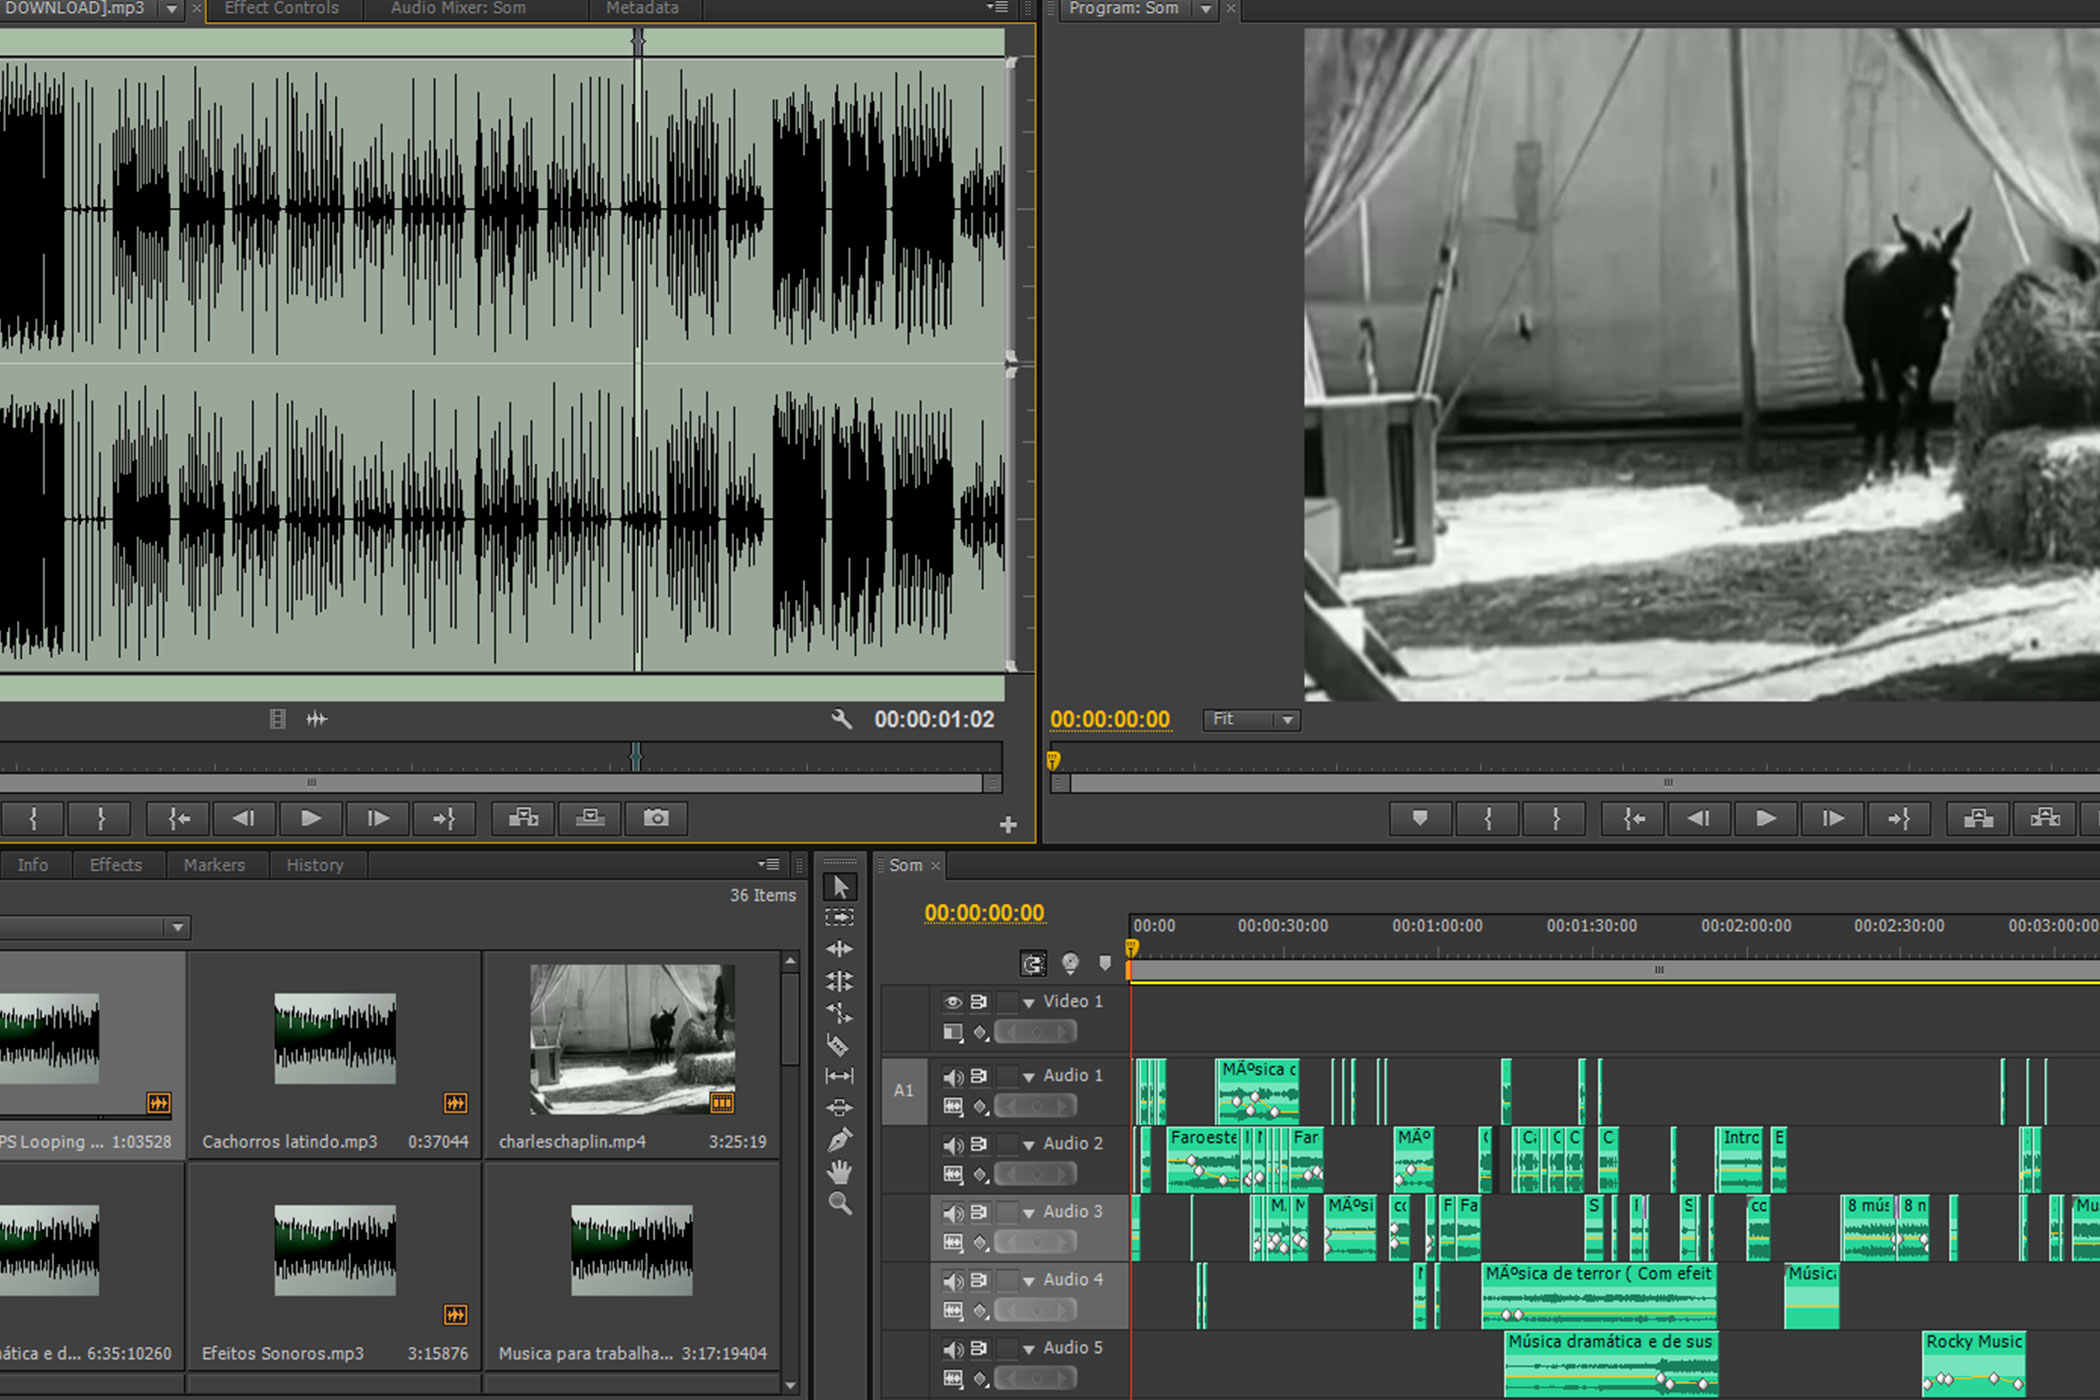 DOWNLOAD].mp3
Effect Controls
Audio Mixer: Som
Metadata
Program: Som
00:00:01:02
00:00:00:00
Fit
Info
Effects
Markers
History
36 Items
PS Looping ... 1:03528
Cachorros latindo.mp3 0:37044
charleschaplin.mp4 3:25:19
ática e d... 6:35:10260
Efeitos Sonoros.mp3 3:15876
Musica para trabalha... 3:17:19404
Som
00:00:00:00
00:00 00:00:30:00 00:01:00:00 00:01:30:00 00:02:00:00 00:02:30:00 00:03:00:00
Video 1
A1 Audio 1 MÃºsica c
Audio 2 Faroeste Far MÃº C C C C Intro E
Audio 3 M. M MÃºsi cc F Fa S I S cc 8 mús 8 n Mu
Audio 4 MÃºsica de terror ( Com efeit Músic
Audio 5 Música dramática e de sus Rocky Music